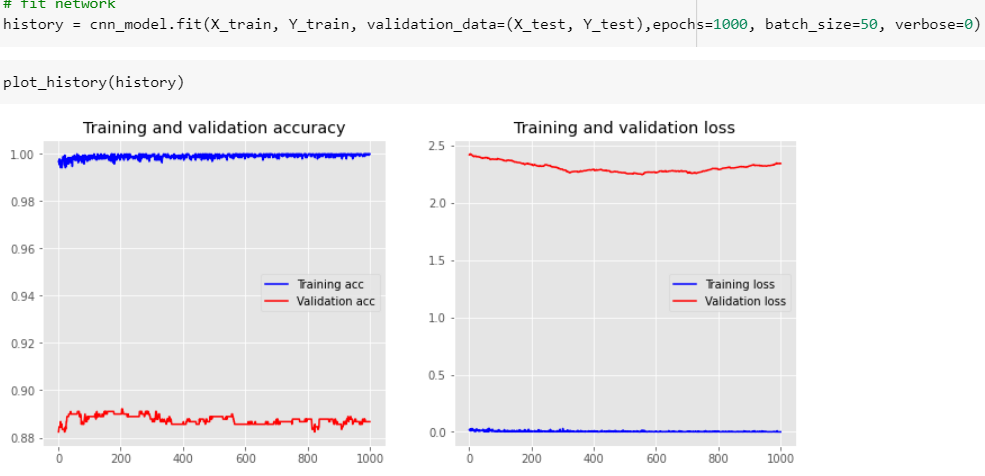 # fit network
history = cnn_model.fit(X_train, Y_train, validation_data=(X_test, Y_test),epochs=1000, batch_size=50, verbose=0)
plot_history(history)
Training and validation accuracy
1.00
0.98
0.96
0.94
0.92
0.90
0.88
0 200 400 600 800 1000
Training acc
Validation acc
Training and validation loss
2.5
2.0
1.5
1.0
0.5
0.0
0 200 400 600 800 1000
Training loss
Validation loss